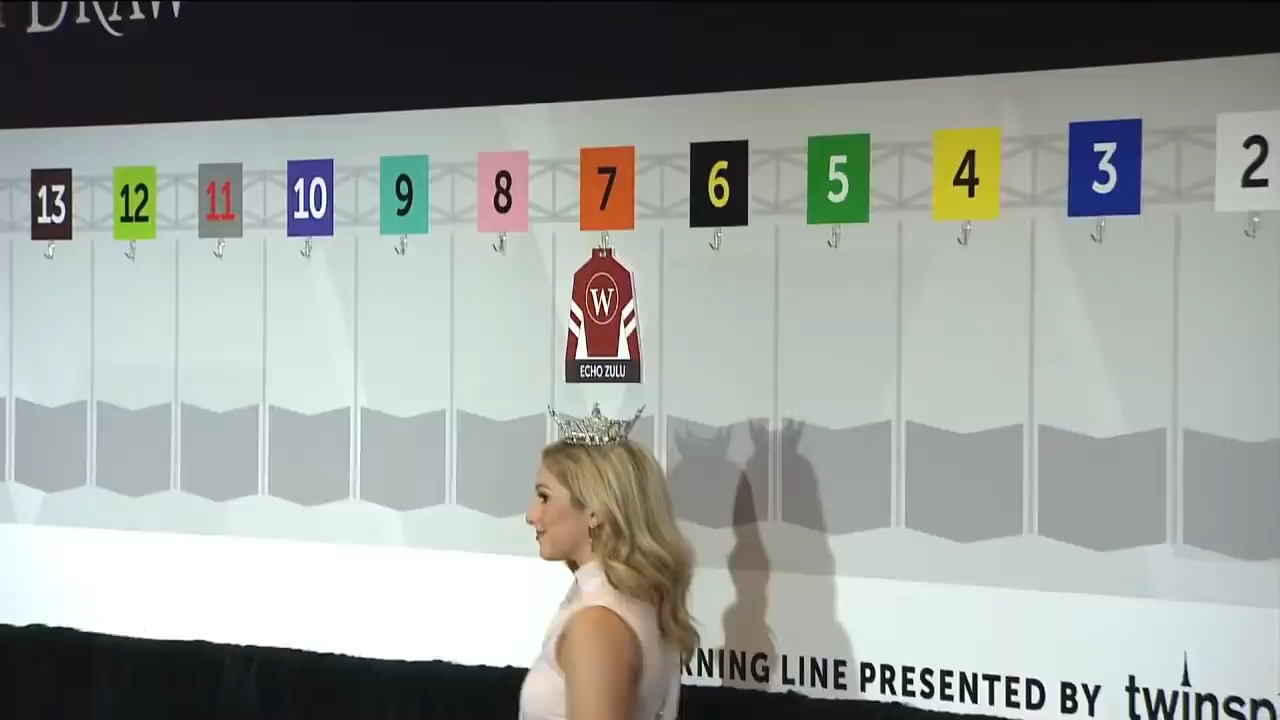 DRAW
13 12 11 10 9 8 7 6 5 4 3 2
W
ECHO ZULU
RNING LINE PRESENTED BY twinsp